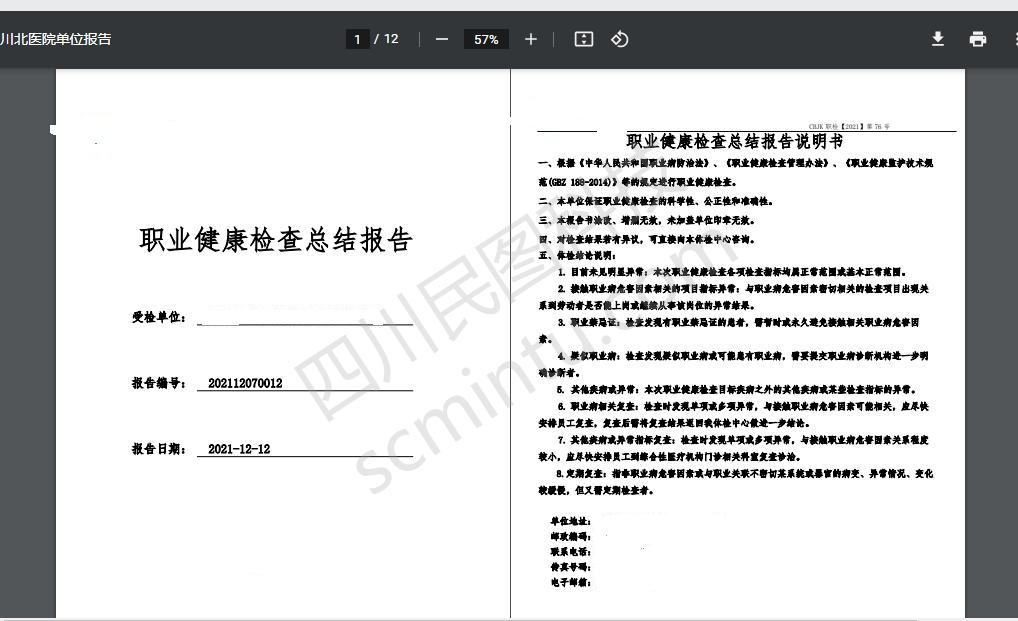 川北医院单位报告
1 / 12
57%
职业健康检查总结报告
受检单位：
报告编号： 202112070012
报告日期： 2021-12-12
CBJK 职检【2021】第 76 号
职业健康检查总结报告说明书
一、根据《中华人民共和国职业病防治法》、《职业健康检查管理办法》、《职业健康监护技术规
范(GBZ 188-2014)》等的规定进行职业健康检查。
二、本单位保证职业健康检查的科学性、公正性和准确性。
三、本报告书涂改、增删无效，未加盖单位印章无效。
四、对检查结果若有异议，可直接向本体检中心咨询。
五、体检结论说明：
1. 目前未见明显异常：本次职业健康检查各项检查指标均属正常范围或基本正常范围。
2. 接触职业病危害因素相关的项目指标异常：与职业病危害因素密切相关的检查项目出现关
系到劳动者是否能上岗或继续从事该岗位的异常结果。
3. 职业禁忌证：检查发现有职业禁忌证的患者，需暂时或永久避免接触相关职业病危害因
素。
4. 疑似职业病：检查发现疑似职业病或可能患有职业病，需要提交职业病诊断机构进一步明
确诊断者。
5. 其他疾病或异常：本次职业健康检查目标疾病之外的其他疾病或某些检查指标的异常。
6. 职业病相关复查：检查时发现单项或多项异常，与接触职业病危害因素可能相关，应尽快
安排员工复查，复查后需将复查结果返回我体检中心做进一步结论。
7. 其他疾病或异常指标复查：检查时发现单项或多项异常，与接触职业病危害因素关系程度
较小，应尽快安排员工到综合性医疗机构门诊相关科室复查诊治。
8. 定期复查：指非职业病危害因素或与职业关联不密切某系统或器官的病变、异常情况、变化
较缓慢，但又需定期检查者。
单位地址：
邮政编码：
联系电话：
传真号码：
电子邮箱：
四川民图科技
scmintu.com